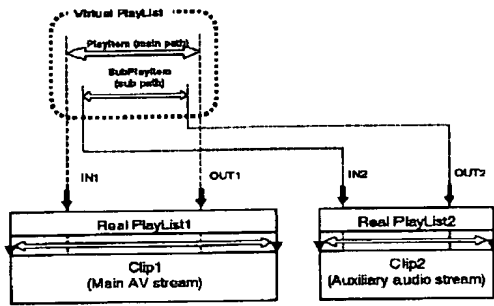 Virtual PlayList
PlayItem (main path)
SubPlayItem
(sub path)
IN1
OUT1
IN2
OUT2
Real PlayList1
Real PlayList2
Clip1
(Main AV stream)
Clip2
(Auxiliary audio stream)